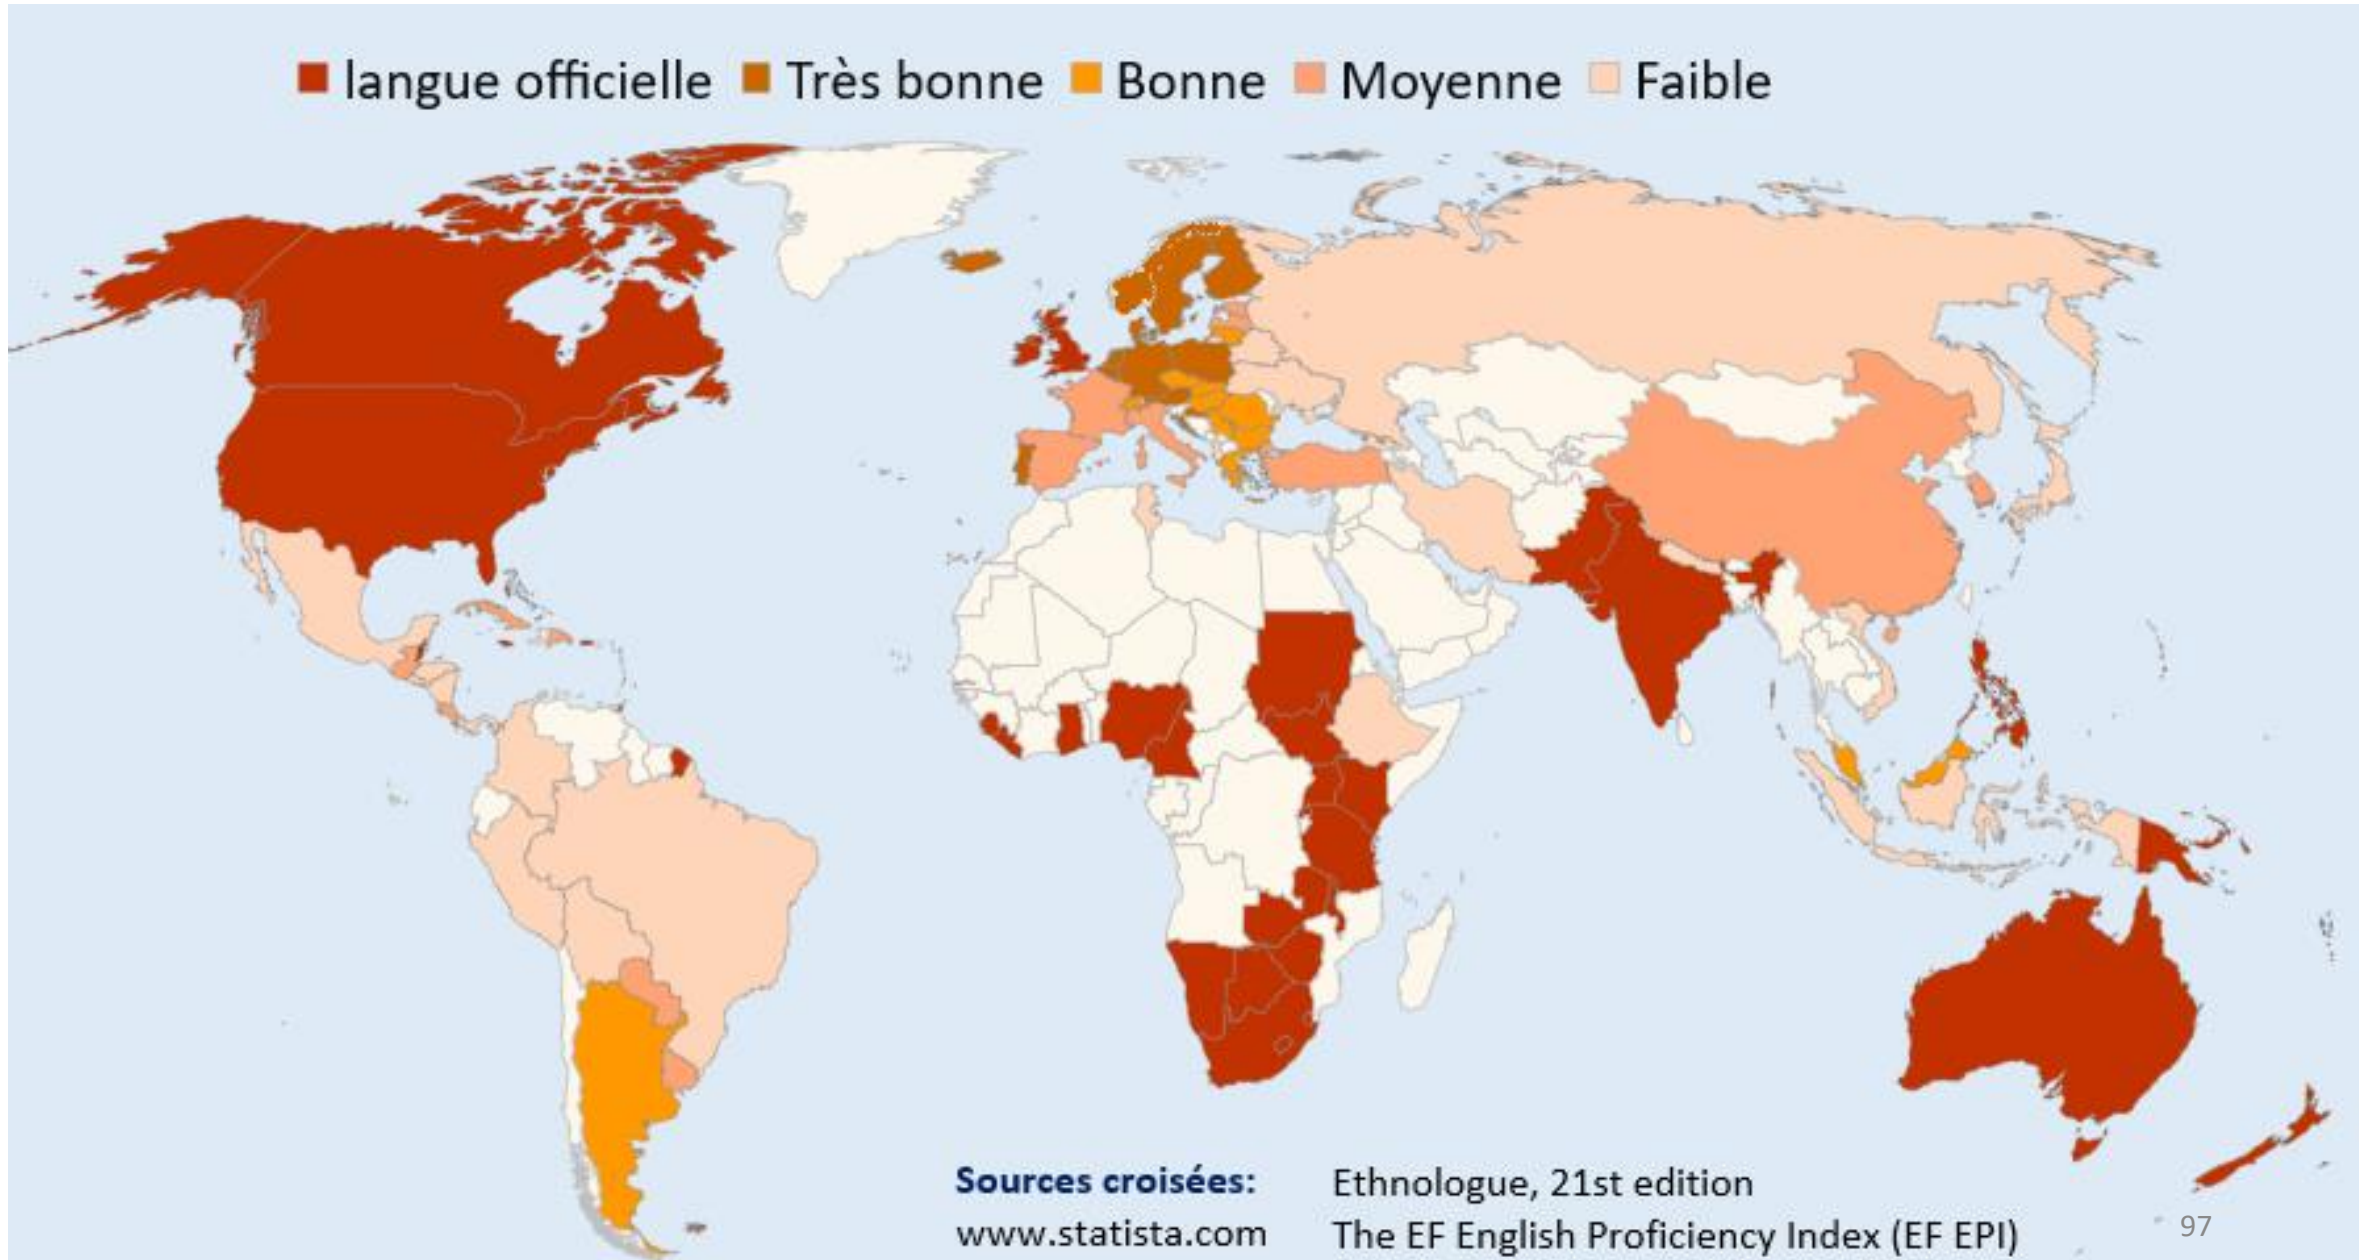 langue officielle Très bonne Bonne Moyenne Faible
Sources croisées: Ethnologue, 21st edition
www.statista.com The EF English Proficiency Index (EF EPI)
97